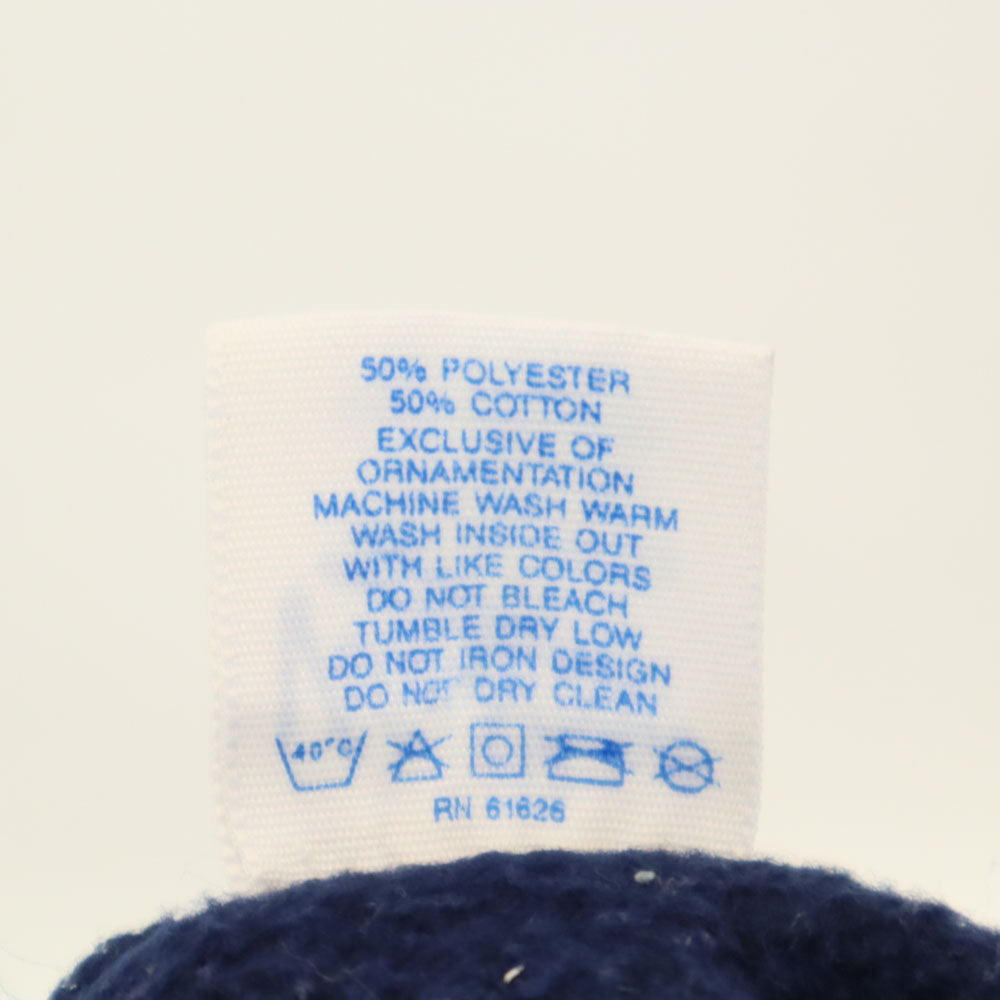 50% POLYESTER
50% COTTON
EXCLUSIVE OF
ORNAMENTATION
MACHINE WASH WARM
WASH INSIDE OUT
WITH LIKE COLORS
DO NOT BLEACH
TUMBLE DRY LOW
DO NOT IRON DESIGN
DO NOT DRY CLEAN
40°C
RN 61626